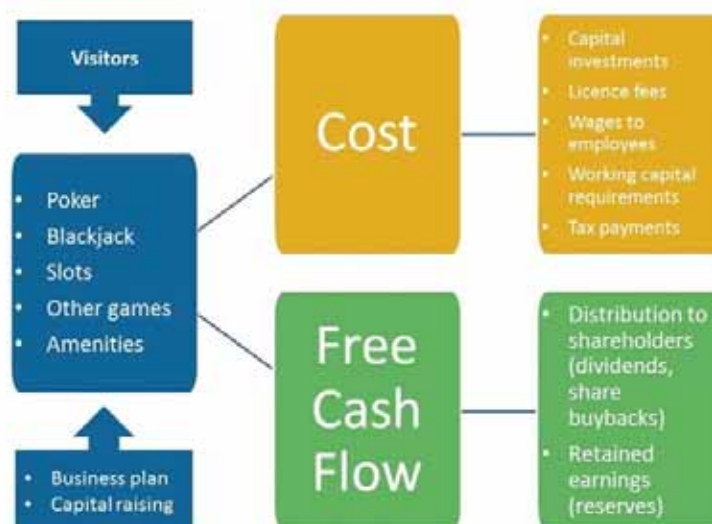 Visitors
• Poker
• Blackjack
• Slots
• Other games
• Amenities
• Business plan
• Capital raising
Cost
• Capital
investments
• Licence fees
• Wages to
employees
• Working capital
requirements
• Tax payments
Free
Cash
Flow
• Distribution to
shareholders
(dividends,
share
buybacks)
• Retained
earnings
(reserves)